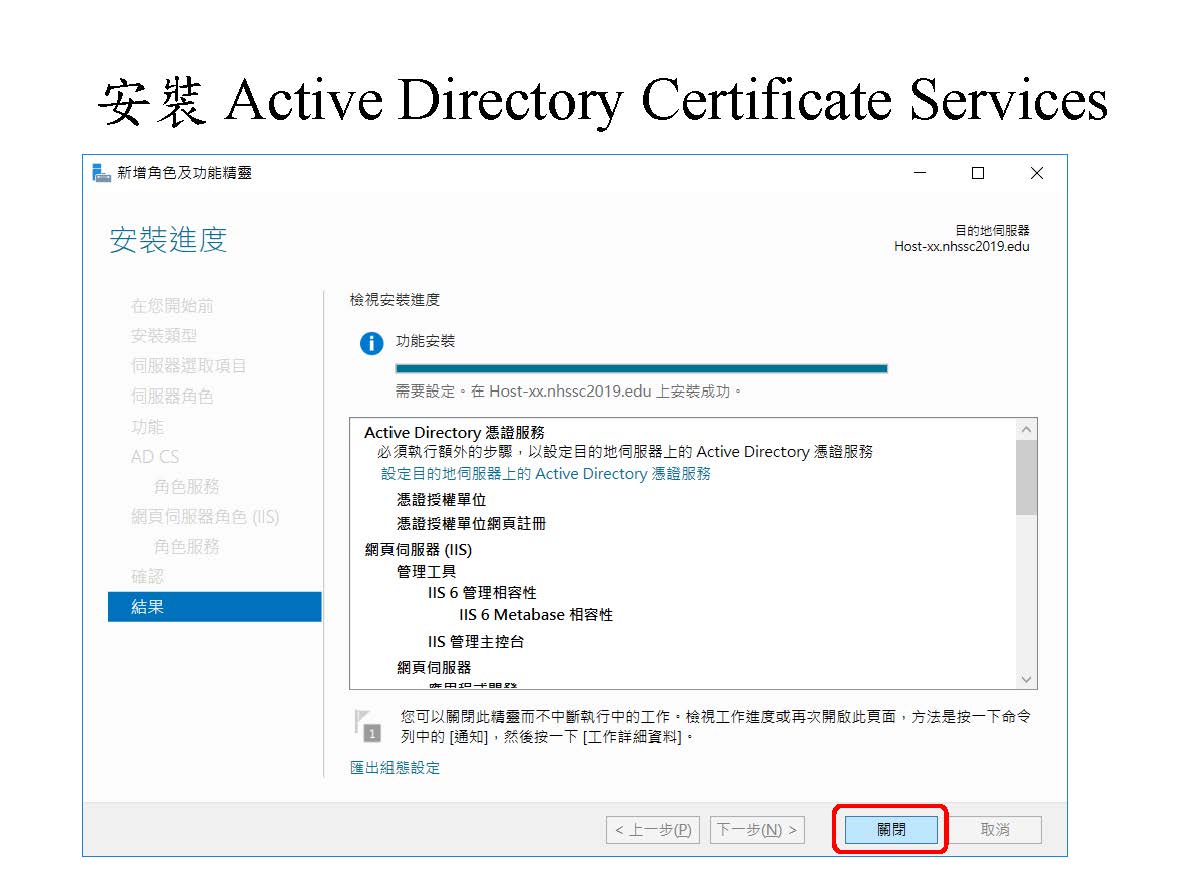 安裝 Active Directory Certificate Services
新增角色及功能精靈
安裝進度
目的地伺服器
Host-xx.nhssc2019.edu
在您開始前
安裝類型
伺服器選取項目
伺服器角色
功能
AD CS
角色服務
網頁伺服器角色 (IIS)
角色服務
確認
結果
檢視安裝進度
功能安裝
需要設定。在 Host-xx.nhssc2019.edu 上安裝成功。
Active Directory 憑證服務
必須執行額外的步驟，以設定目的地伺服器上的 Active Directory 憑證服務
設定目的地伺服器上的 Active Directory 憑證服務
憑證授權單位
憑證授權單位網頁註冊
網頁伺服器 (IIS)
管理工具
IIS 6 管理相容性
IIS 6 Metabase 相容性
IIS 管理主控台
網頁伺服器
應用程式開發
1
您可以關閉此精靈而不中斷執行中的工作。檢視工作進度或再次開啟此頁面，方法是按一下命令
列中的 [通知]，然後按一下 [工作詳細資料]。
匯出組態設定
< 上一步(P)
下一步(N) >
關閉
取消